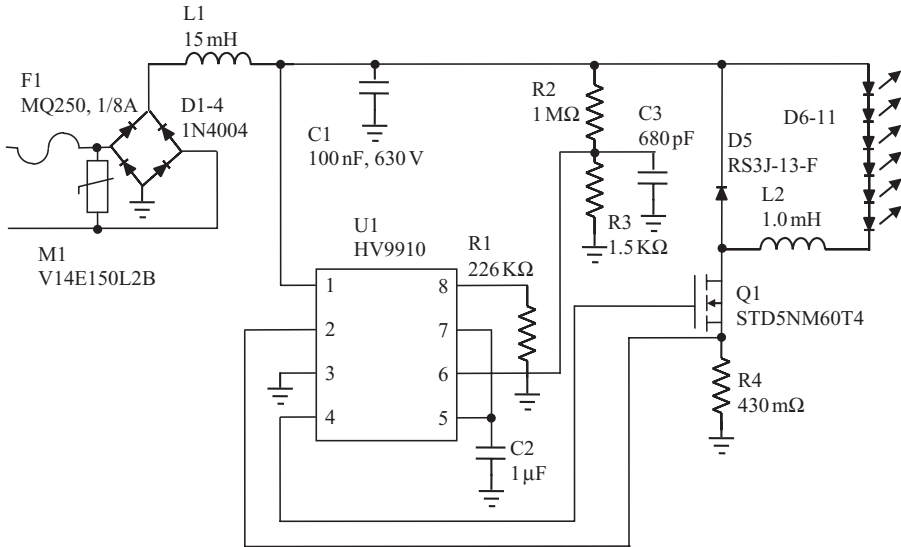 L1
15 mH
F1
MQ250, 1/8A
D1-4
1N4004
C1
100 nF, 630 V
R2
1 MΩ
C3
680 pF
D6-11
D5
RS3J-13-F
L2
1.0 mH
R3
1.5 KΩ
M1
V14E150L2B
U1
HV9910
R1
226 KΩ
1
8
2
7
3
6
4
5
Q1
STD5NM60T4
R4
430 mΩ
C2
1 µF